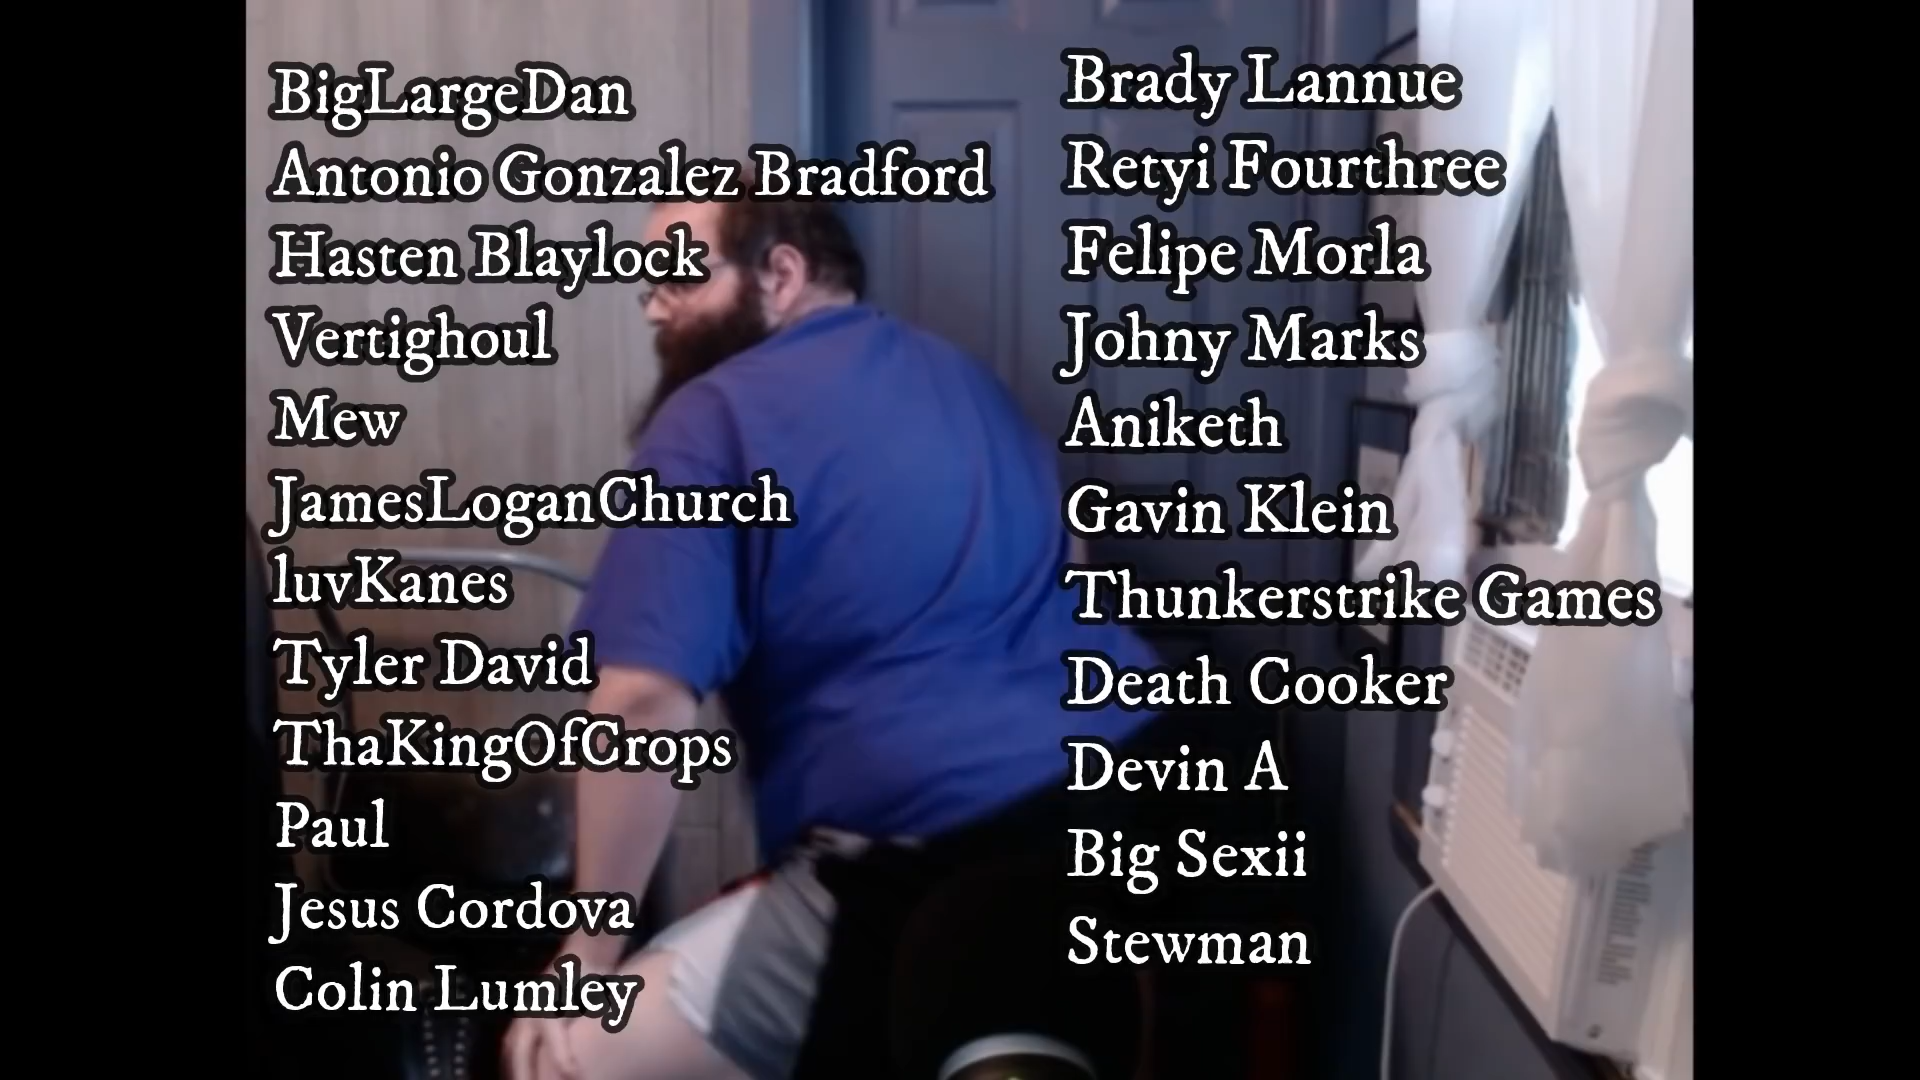 BigLargeDan
Antonio Gonzalez Bradford
Hasten Blaylock
Vertighoul
Mew
JamesLoganChurch
luvKanes
Tyler David
ThaKingOfCrops
Paul
Jesus Cordova
Colin Lumley
Brady Lannue
Retyi Fourthree
Felipe Morla
Johny Marks
Aniketh
Gavin Klein
Thunkerstrike Games
Death Cooker
Devin A
Big Sexii
Stewman